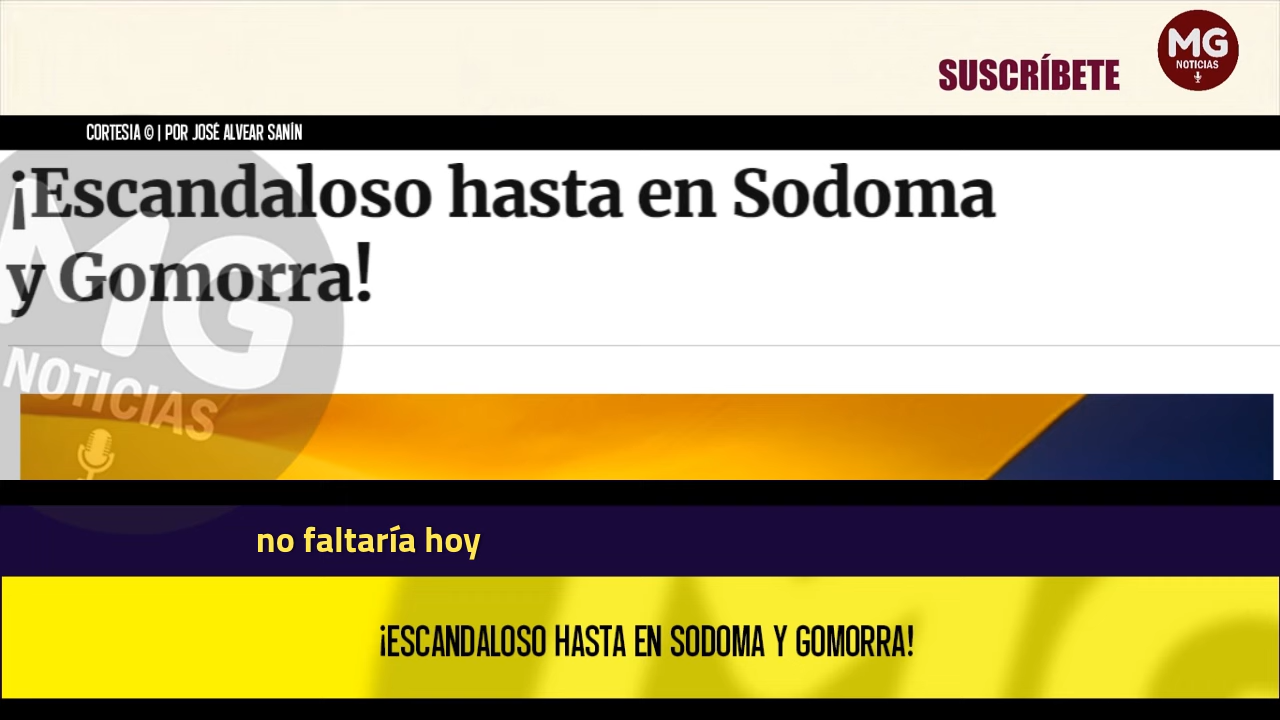 SUSCRÍBETE
MG
NOTICIAS
CORTESIA © | POR JOSÉ ALVEAR SANÍN
¡Escandaloso hasta en Sodoma
y Gomorra!
MG
NOTICIAS
no faltaría hoy
¡ESCANDALOSO HASTA EN SODOMA Y GOMORRA!